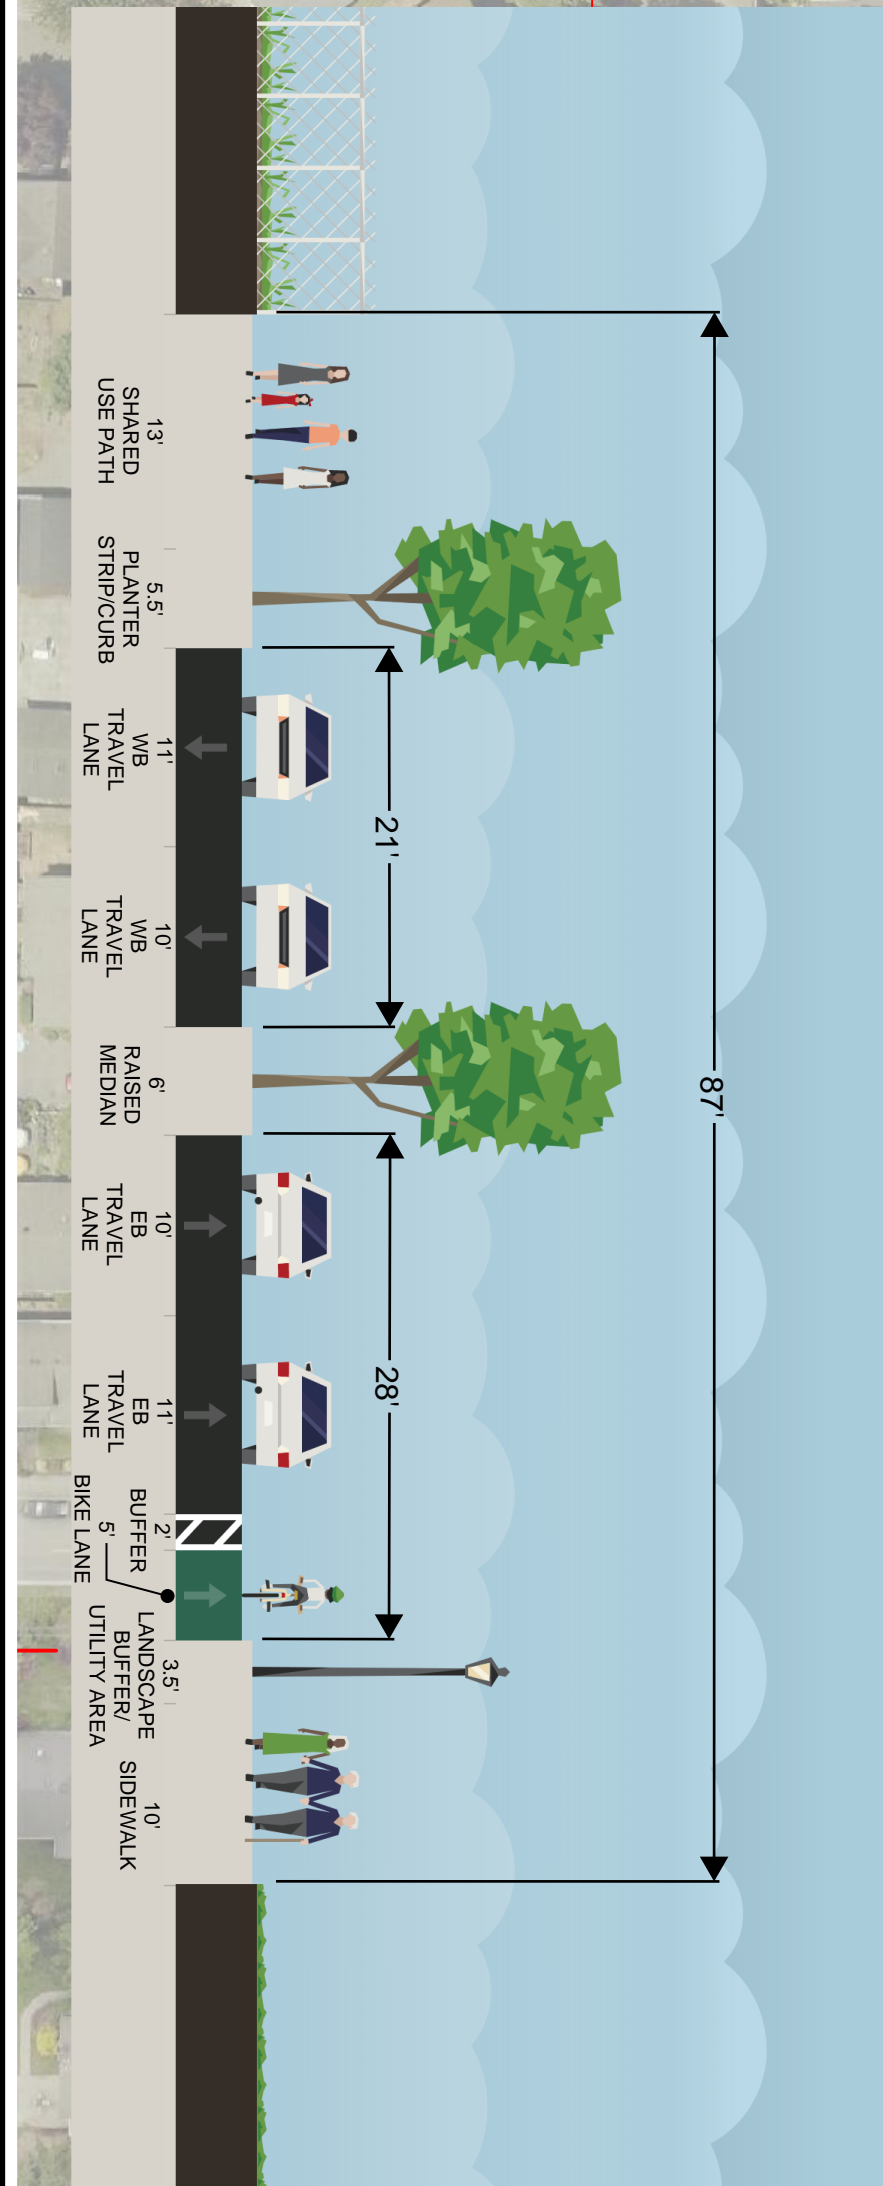 87'
21'
28'
13'
SHARED
USE PATH
5.5'
PLANTER
STRIP/CURB
11'
WB
TRAVEL
LANE
10'
WB
TRAVEL
LANE
6'
RAISED
MEDIAN
10'
EB
TRAVEL
LANE
11'
EB
TRAVEL
LANE
2'
BUFFER
5'
BIKE LANE
3.5'
LANDSCAPE
BUFFER/
UTILITY AREA
10'
SIDEWALK